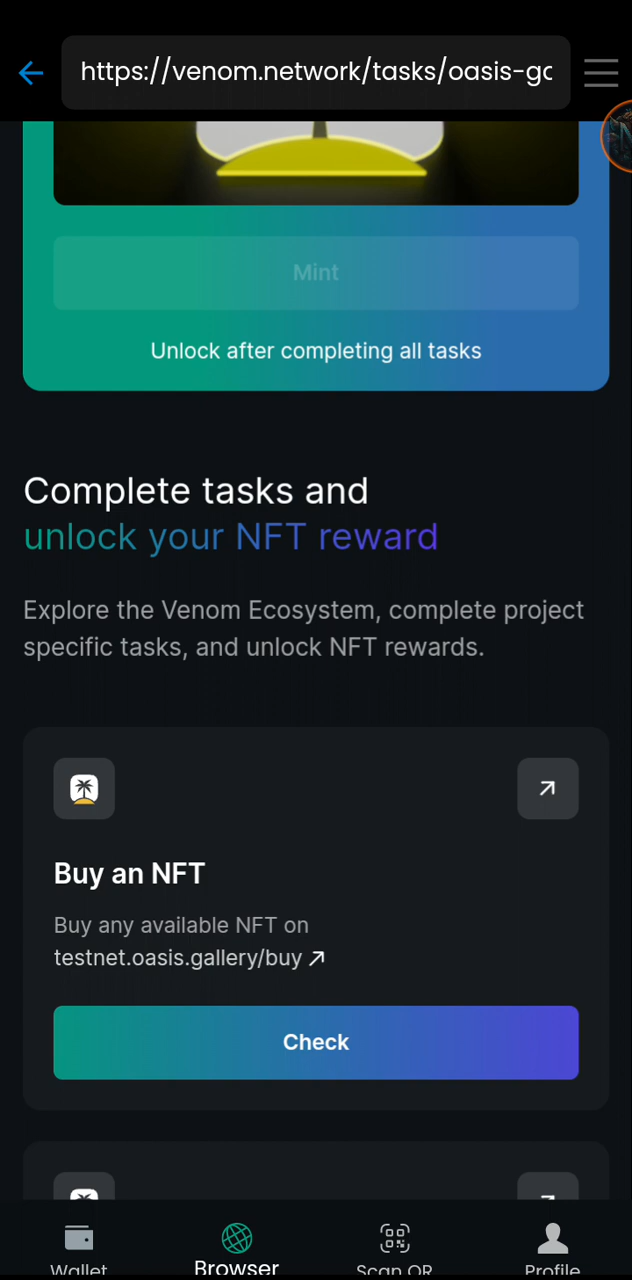 https://venom.network/tasks/oasis-ga
Mint
Unlock after completing all tasks
Complete tasks and
unlock your NFT reward
Explore the Venom Ecosystem, complete project
specific tasks, and unlock NFT rewards.
Buy an NFT
Buy any available NFT on
testnet.oasis.gallery/buy
Check
Wallet
Browser
Scan QR
Profile